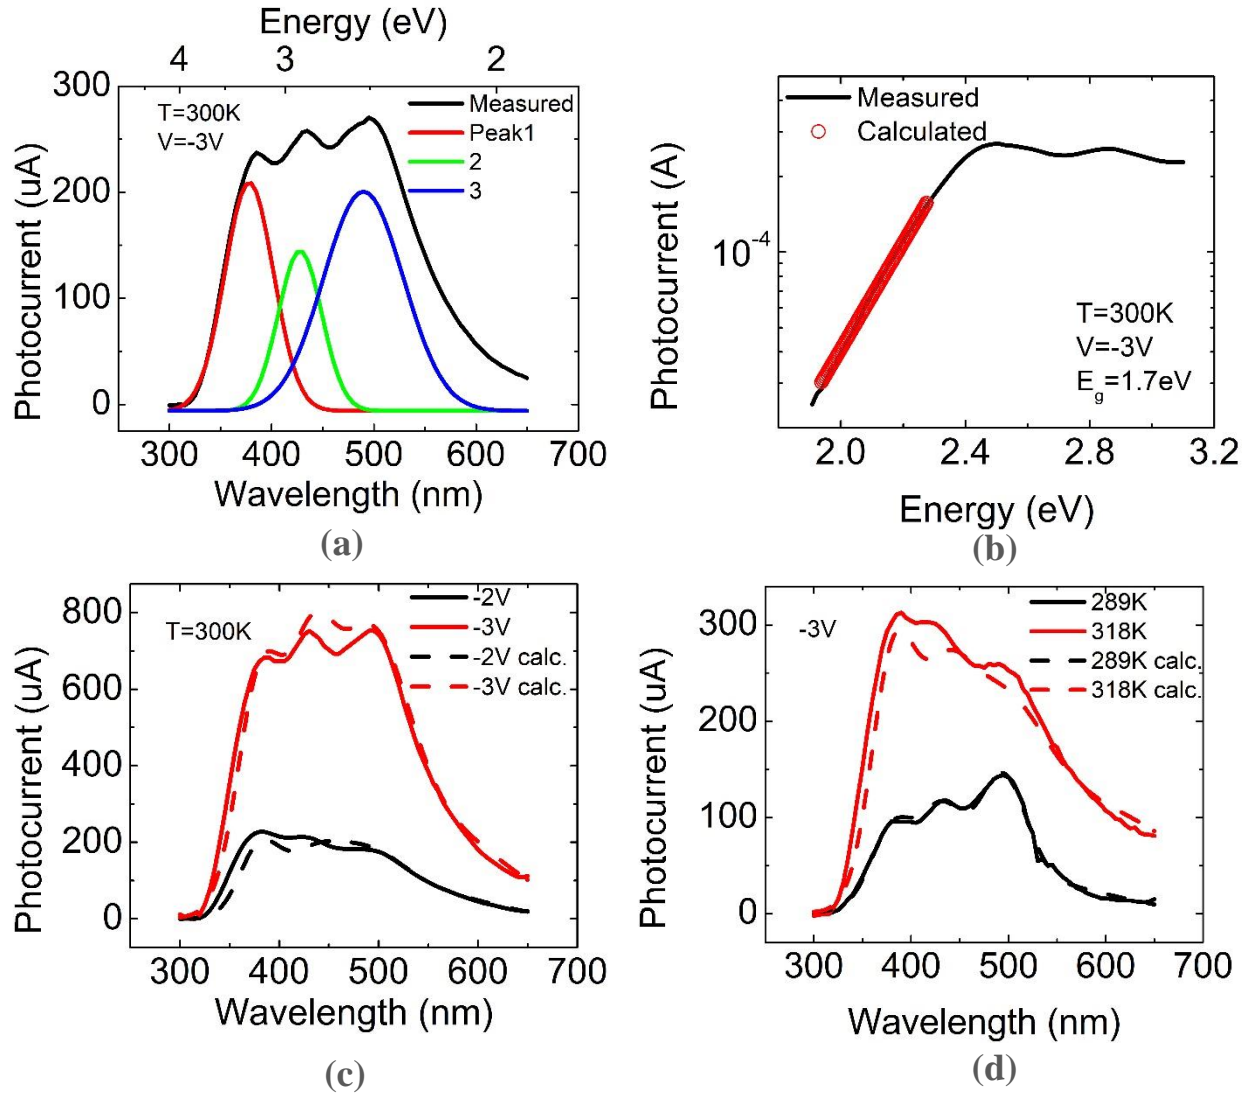 Energy (eV)
4 3 2
300
200
100
0
Photocurrent (uA)
T=300K
V=-3V
Measured
Peak1
2
3
300 400 500 600 700
Wavelength (nm)
(a)
Photocurrent (A)
10-4
Measured
Calculated
T=300K
V=-3V
Eg=1.7eV
2.0 2.4 2.8 3.2
Energy (eV)
(b)
800
600
400
200
0
Photocurrent (uA)
T=300K
-2V
-3V
-2V calc.
-3V calc.
300 400 500 600 700
Wavelength (nm)
(c)
300
200
100
0
Photocurrent (uA)
-3V
289K
318K
289K calc.
318K calc.
300 400 500 600 700
Wavelength (nm)
(d)